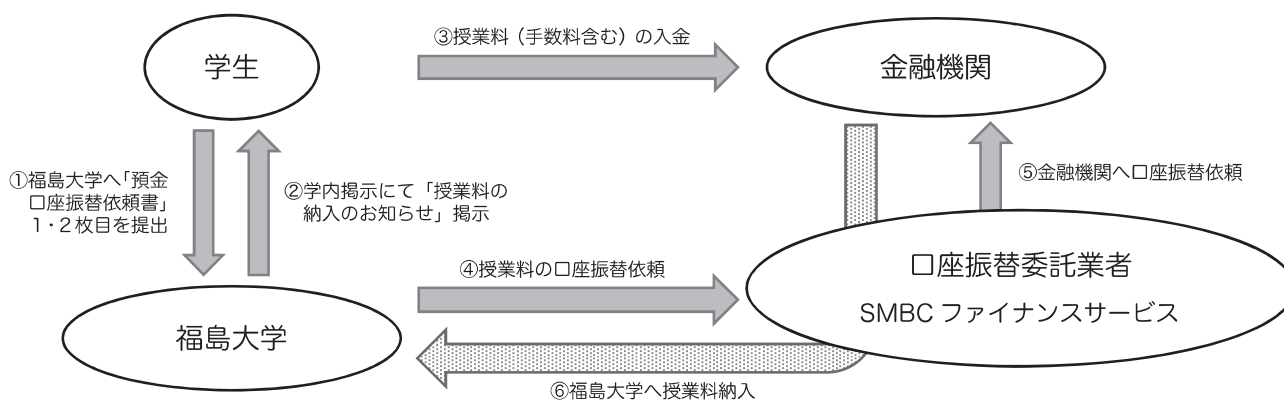 学生
③授業料（手数料含む）の入金
金融機関
①福島大学へ「預金
口座振替依頼書」
1・2枚目を提出
②学内掲示にて「授業料の
納入のお知らせ」掲示
⑤金融機関へ口座振替依頼
④授業料の口座振替依頼
口座振替委託業者
SMBC ファイナンスサービス
福島大学
⑥福島大学へ授業料納入